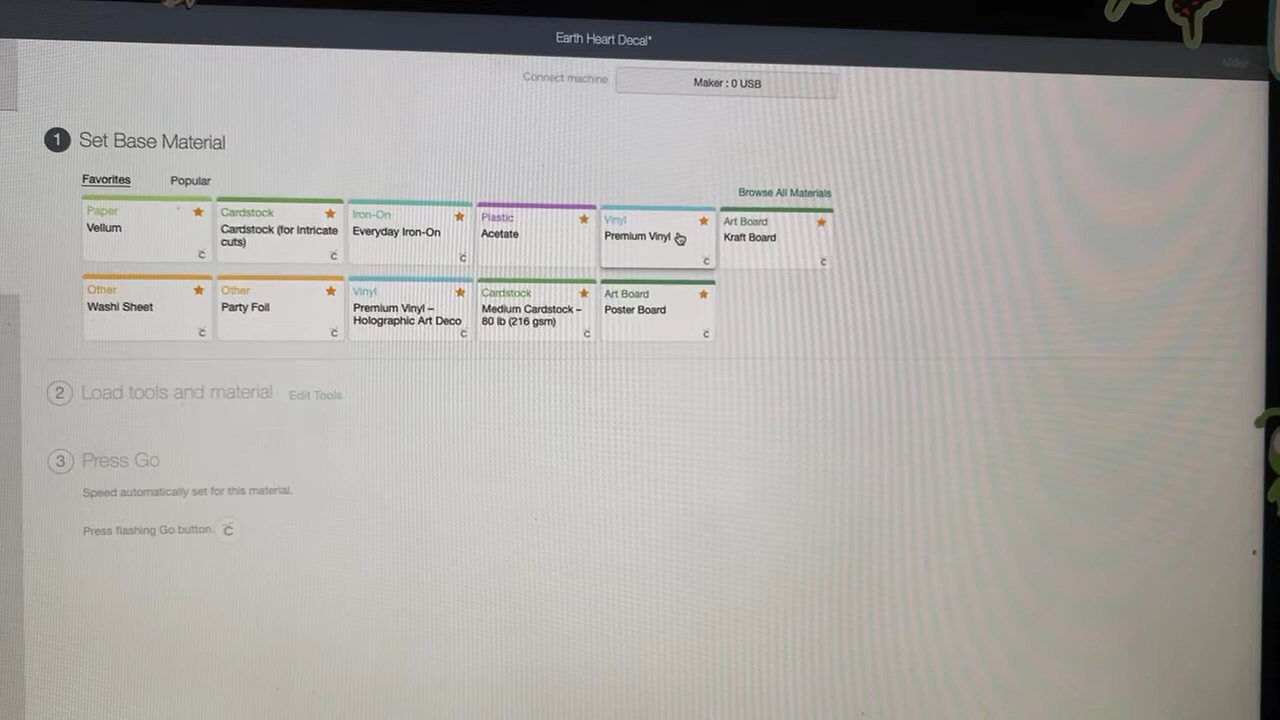 Earth Heart Decal*
Maker
Connect machine
Maker : 0 USB
1 Set Base Material
Favorites Popular
Browse All Materials
Paper
Vellum
Cardstock
Cardstock (for intricate
cuts)
Iron-On
Everyday Iron-On
Plastic
Acetate
Vinyl
Premium Vinyl
Art Board
Kraft Board
Other
Washi Sheet
Other
Party Foil
Vinyl
Premium Vinyl –
Holographic Art Deco
Cardstock
Medium Cardstock –
80 lb (216 gsm)
Art Board
Poster Board
2 Load tools and material Edit Tools
3 Press Go
Speed automatically set for this material.
Press flashing Go button.